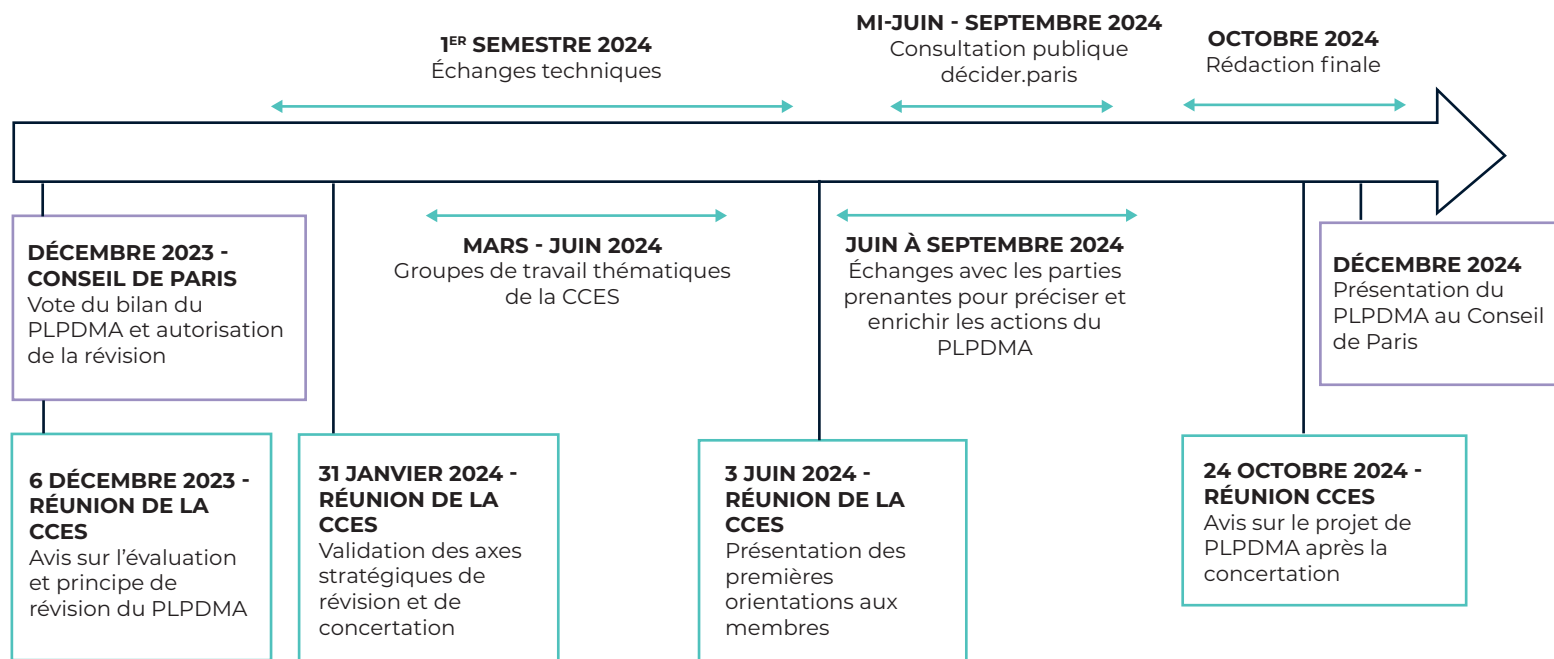 1ER SEMESTRE 2024
Échanges techniques
MI-JUIN - SEPTEMBRE 2024
Consultation publique
décider.paris
OCTOBRE 2024
Rédaction finale
DÉCEMBRE 2023 -
CONSEIL DE PARIS
Vote du bilan du
PLPDMA et autorisation
de la révision
MARS - JUIN 2024
Groupes de travail thématiques
de la CCES
JUIN À SEPTEMBRE 2024
Échanges avec les parties
prenantes pour préciser et
enrichir les actions du
PLPDMA
DÉCEMBRE 2024
Présentation du
PLPDMA au Conseil
de Paris
6 DÉCEMBRE 2023 -
RÉUNION DE LA
CCES
Avis sur l’évaluation
et principe de
révision du PLPDMA
31 JANVIER 2024 -
RÉUNION DE LA
CCES
Validation des axes
stratégiques de
révision et de
concertation
3 JUIN 2024 -
RÉUNION DE LA
CCES
Présentation des
premières
orientations aux
membres
24 OCTOBRE 2024 -
RÉUNION CCES
Avis sur le projet de
PLPDMA après la
concertation